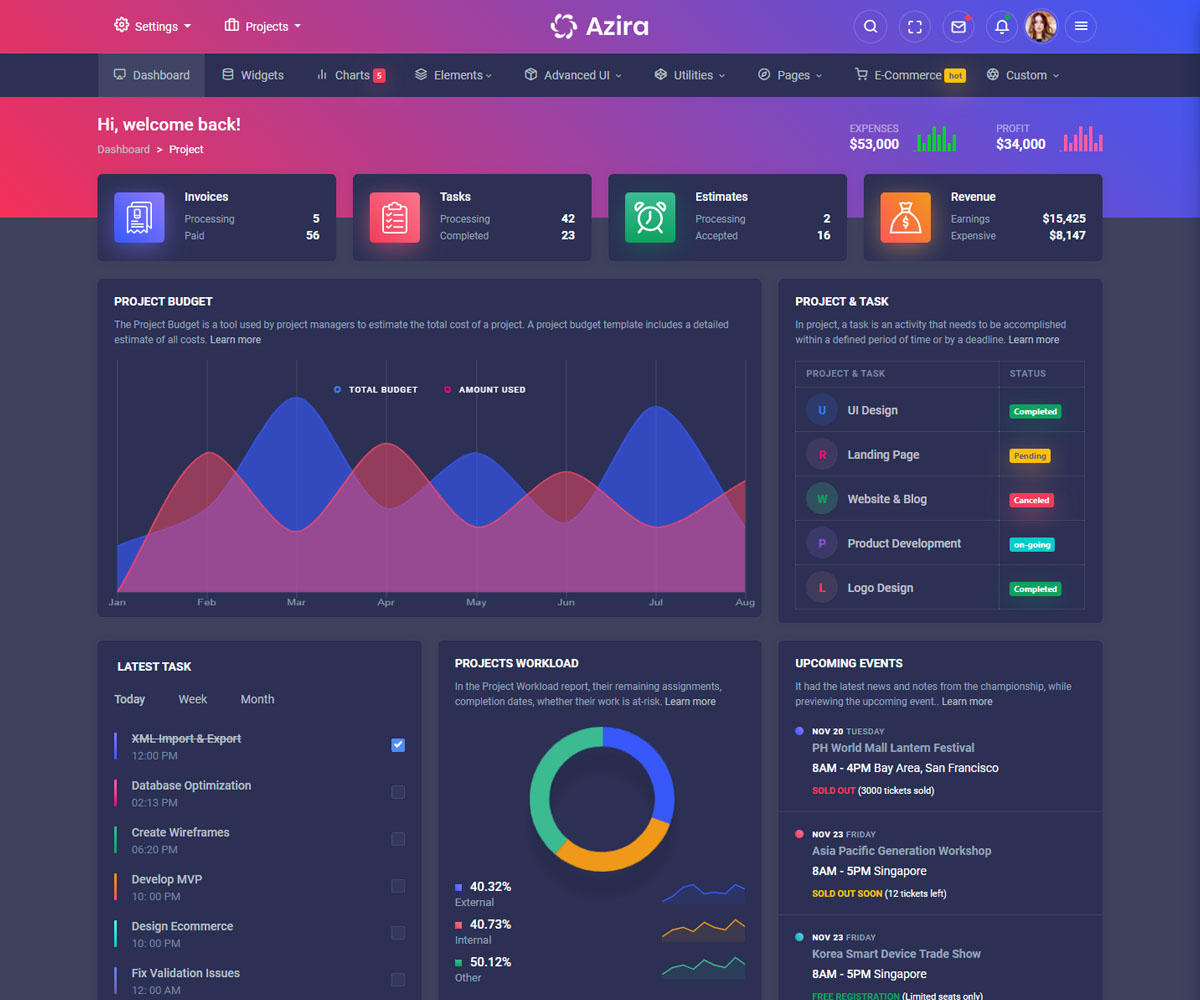 Settings Projects Azira
Dashboard Widgets Charts 5 Elements Advanced UI Utilities Pages E-Commerce hot Custom
Hi, welcome back!
Dashboard > Project
EXPENSES
$53,000
PROFIT
$34,000
Invoices
Processing 5
Paid 56
Tasks
Processing 42
Completed 23
Estimates
Processing 2
Accepted 16
Revenue
Earnings $15,425
Expensive $8,147
PROJECT BUDGET
The Project Budget is a tool used by project managers to estimate the total cost of a project. A project budget template includes a detailed
estimate of all costs. Learn more
TOTAL BUDGET AMOUNT USED
Jan Feb Mar Apr May Jun Jul Aug
PROJECT & TASK
In project, a task is an activity that needs to be accomplished
within a defined period of time or by a deadline. Learn more
PROJECT & TASK STATUS
U UI Design Completed
R Landing Page Pending
W Website & Blog Canceled
P Product Development on-going
L Logo Design Completed
LATEST TASK
Today Week Month
XML Import & Export
12:00 PM
Database Optimization
02:13 PM
Create Wireframes
06:20 PM
Develop MVP
10: 00 PM
Design Ecommerce
10: 00 PM
Fix Validation Issues
12: 00 AM
PROJECTS WORKLOAD
In the Project Workload report, their remaining assignments,
completion dates, whether their work is at-risk. Learn more
40.32%
External
40.73%
Internal
50.12%
Other
UPCOMING EVENTS
It had the latest news and notes from the championship, while
previewing the upcoming event.. Learn more
NOV 20 TUESDAY
PH World Mall Lantern Festival
8AM - 4PM Bay Area, San Francisco
SOLD OUT (3000 tickets sold)
NOV 23 FRIDAY
Asia Pacific Generation Workshop
8AM - 5PM Singapore
SOLD OUT SOON (12 tickets left)
NOV 23 FRIDAY
Korea Smart Device Trade Show
8AM - 5PM Singapore
FREE REGISTRATION (Limited seats only)